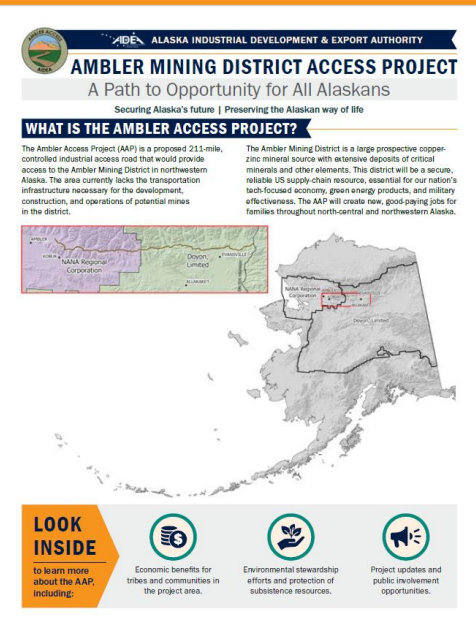 AMBLER ACCESS
AIDEA
AIDEA ALASKA INDUSTRIAL DEVELOPMENT & EXPORT AUTHORITY
AMBLER MINING DISTRICT ACCESS PROJECT
A Path to Opportunity for All Alaskans
Securing Alaska's future | Preserving the Alaskan way of life
WHAT IS THE AMBLER ACCESS PROJECT?
The Ambler Access Project (AAP) is a proposed 211-mile,
controlled industrial access road that would provide
access to the Ambler Mining District in northwestern
Alaska. The area currently lacks the transportation
infrastructure necessary for the development,
construction, and operations of potential mines
in the district.
The Ambler Mining District is a large prospective copper-
zinc mineral source with extensive deposits of critical
minerals and other elements. This district will be a secure,
reliable US supply-chain resource, essential for our nation's
tech-focused economy, green energy products, and military
effectiveness. The AAP will create new, good-paying jobs for
families throughout north-central and northwestern Alaska.
AMBLER
KOBUK
NANA Regional
Corporation
Doyon,
Limited
EVANSVILLE
ALLAKAKET
NANA Regional
Corporation
Doyon, Limited
LOOK
INSIDE
to learn more
about the AAP,
including:
Economic benefits for
tribes and communities in
the project area.
Environmental stewardship
efforts and protection of
subsistence resources.
Project updates and
public involvement
opportunities.